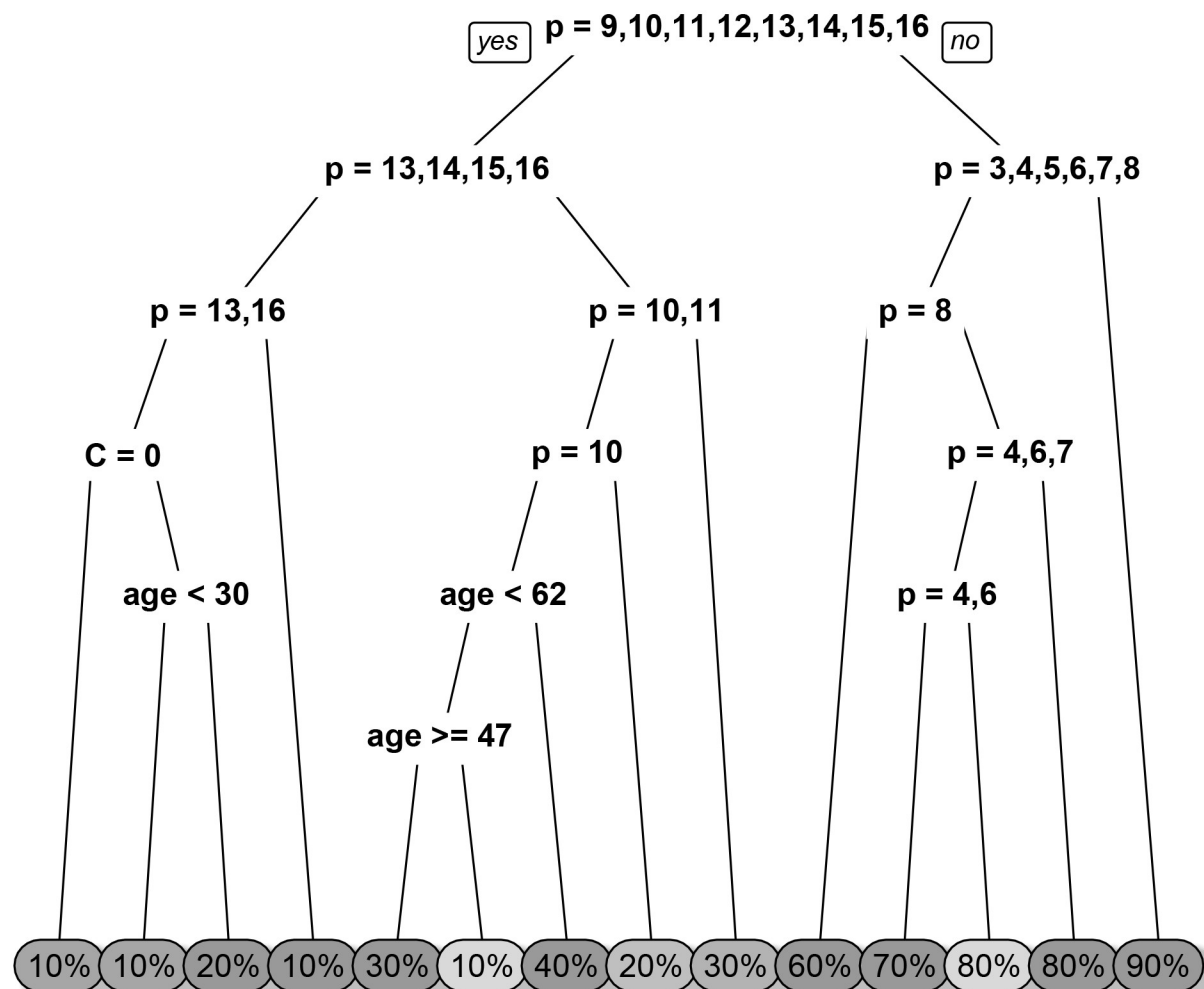 yes p = 9,10,11,12,13,14,15,16 no
p = 13,14,15,16 p = 3,4,5,6,7,8
p = 13,16 p = 10,11 p = 8
C = 0 p = 10 p = 4,6,7
age < 30 age < 62 p = 4,6
age >= 47
10% 10% 20% 10% 30% 10% 40% 20% 30% 60% 70% 80% 80% 90%